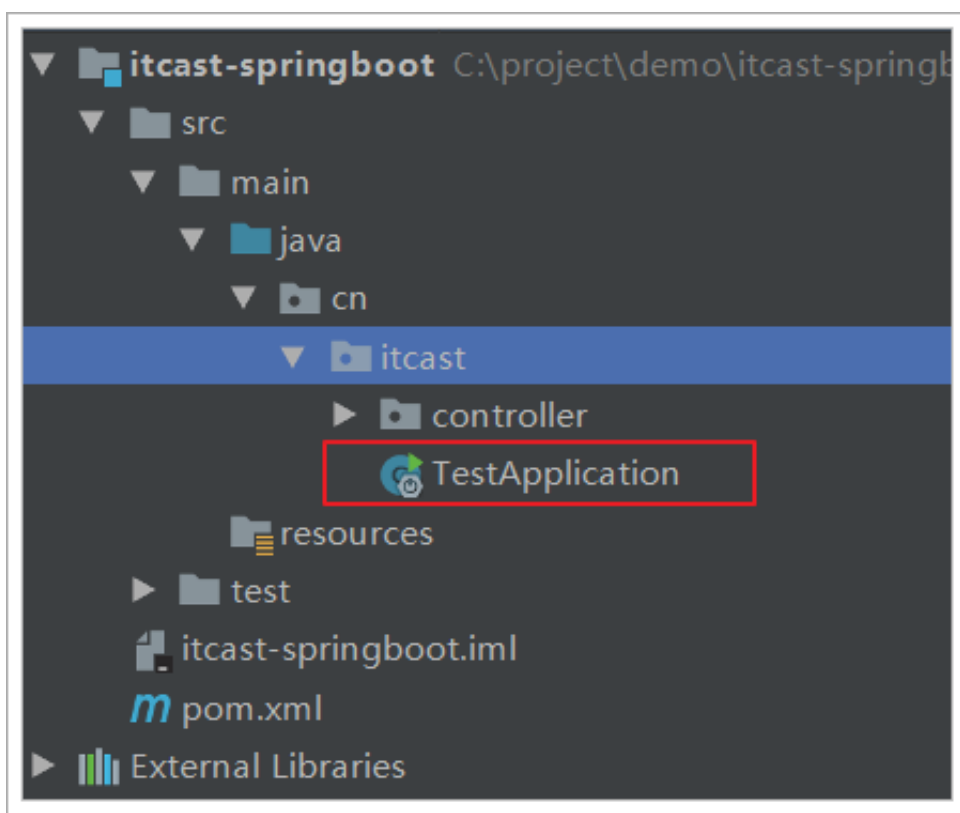 itcast-springboot C:\project\demo\itcast-springb
src
main
java
cn
itcast
controller
TestApplication
resources
test
itcast-springboot.iml
pom.xml
External Libraries